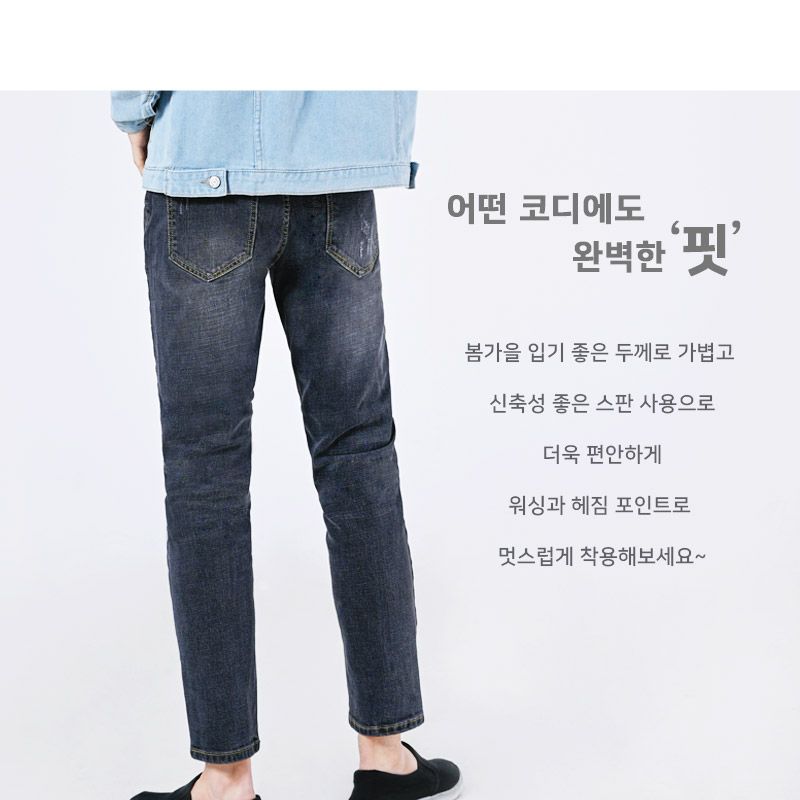 어떤 코디에도
완벽한 ‘핏’
봄가을 입기 좋은 두께로 가볍고
신축성 좋은 스판 사용으로
더욱 편안하게
워싱과 헤짐 포인트로
멋스럽게 착용해보세요~